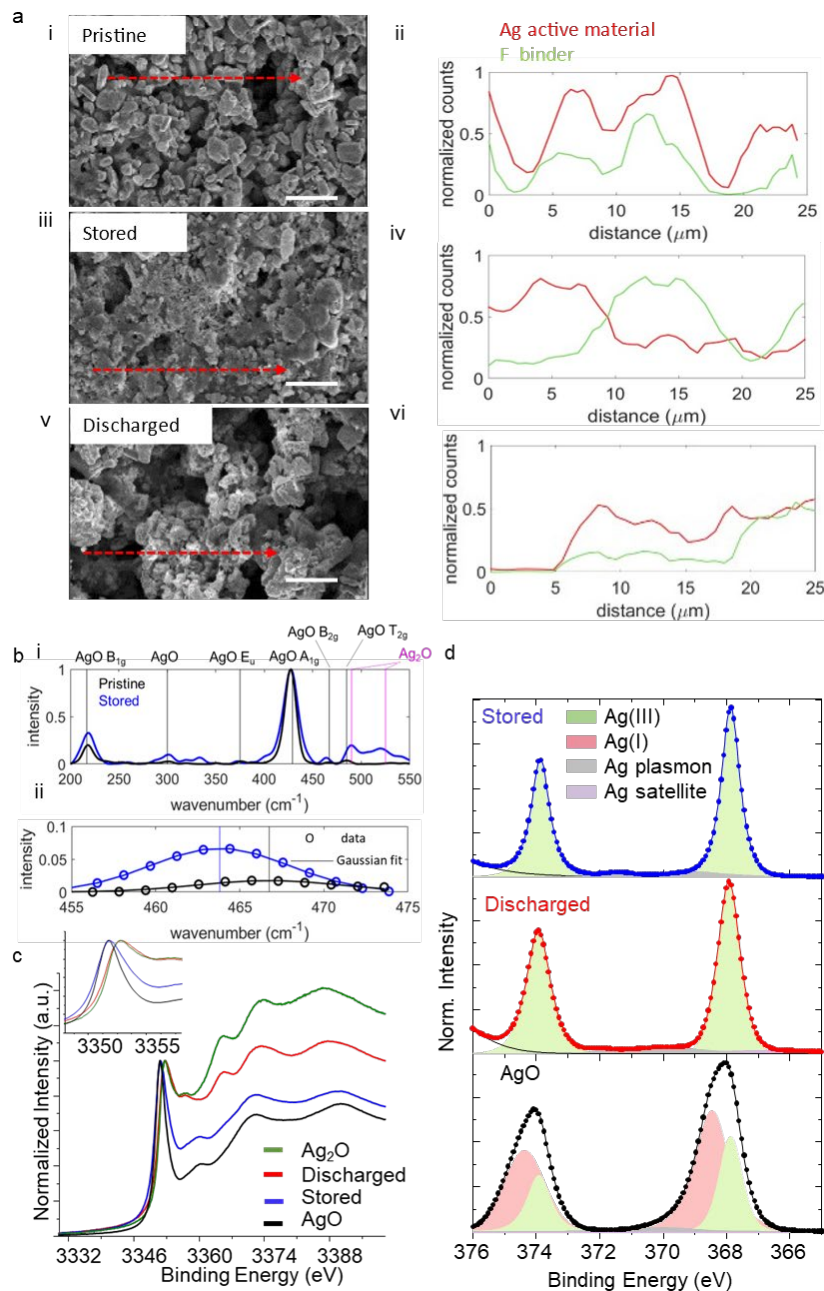 a
i
Pristine
ii
Ag active material
F binder
normalized counts
1
0.5
0
0 5 10 15 20 25
distance (μm)
iii
Stored
iv
normalized counts
1
0.5
0
0 5 10 15 20 25
distance (μm)
v
Discharged
vi
normalized counts
1
0.5
0
0 5 10 15 20 25
distance (μm)
b
i
AgO B1g
AgO
AgO Eu
AgO A1g
AgO B2g
AgO T2g
Ag2O
Pristine
Stored
intensity
1
0.5
0
200 250 300 350 400 450 500 550
wavenumber (cm-1)
ii
intensity
0.1
0.05
0
O data
Gaussian fit
455 460 465 470 475
wavenumber (cm-1)
c
3350 3355
Normalized Intensity (a.u.)
Ag2O
Discharged
Stored
AgO
3332 3346 3360 3374 3388
Binding Energy (eV)
d
Stored
Ag(III)
Ag(I)
Ag plasmon
Ag satellite
Discharged
AgO
Norm. Intensity
376 374 372 370 368 366
Binding Energy (eV)